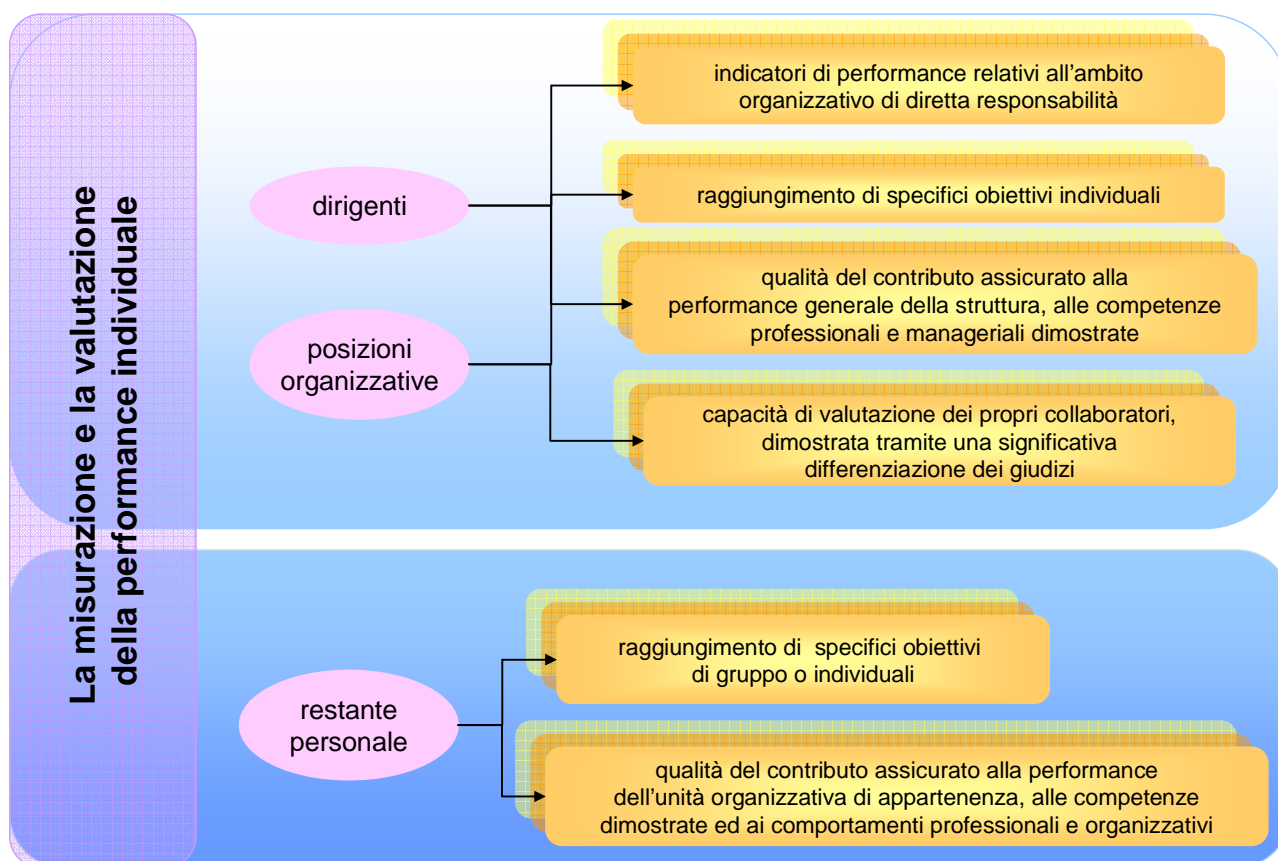 La misurazione e la valutazione
della performance individuale
dirigenti
posizioni
organizzative
indicatori di performance relativi all'ambito
organizzativo di diretta responsabilità
raggiungimento di specifici obiettivi individuali
qualità del contributo assicurato alla
performance generale della struttura, alle competenze
professionali e manageriali dimostrate
capacità di valutazione dei propri collaboratori,
dimostrata tramite una significativa
differenziazione dei giudizi
restante
personale
raggiungimento di  specifici obiettivi
di gruppo o individuali
qualità del contributo assicurato alla performance
dell'unità organizzativa di appartenenza, alle competenze
dimostrate ed ai comportamenti professionali e organizzativi